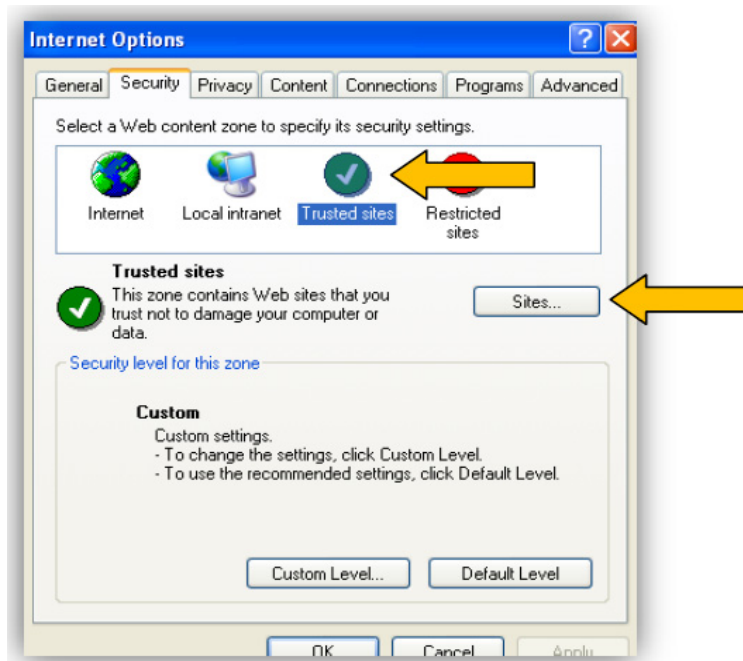 Internet Options
General Security Privacy Content Connections Programs Advanced
Select a Web content zone to specify its security settings.
Internet Local intranet Trusted sites Restricted
sites
Trusted sites
This zone contains Web sites that you
trust not to damage your computer or
data.
Sites...
Security level for this zone
Custom
Custom settings.
- To change the settings, click Custom Level.
- To use the recommended settings, click Default Level.
Custom Level... Default Level
OK Cancel Apply